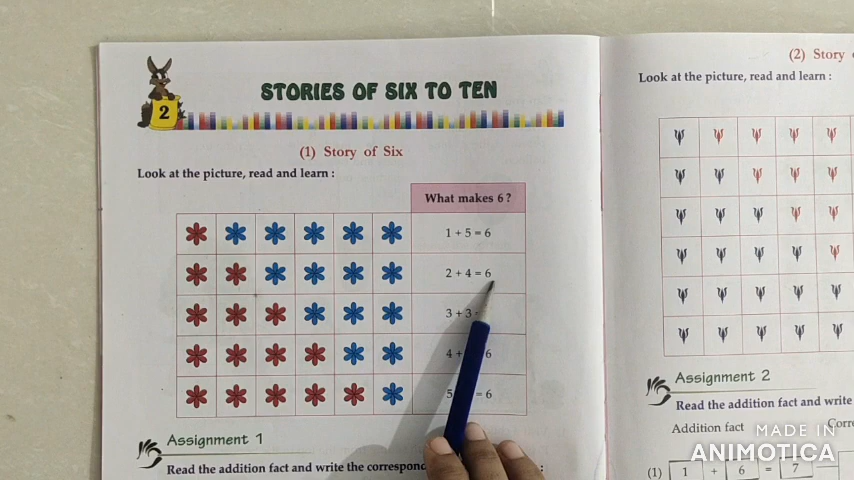 2
STORIES OF SIX TO TEN
(1) Story of Six
Look at the picture, read and learn :
What makes 6 ?
1 + 5 = 6
2 + 4 = 6
3 + 3 =
4 + 6
5 = 6
Assignment 1
Read the addition fact and write the :
(2) Story
Look at the picture, read and learn :
Assignment 2
Read the addition fact and write
Addition fact
(1) 1 + 6 = 7
MADE IN
ANIMOTICA